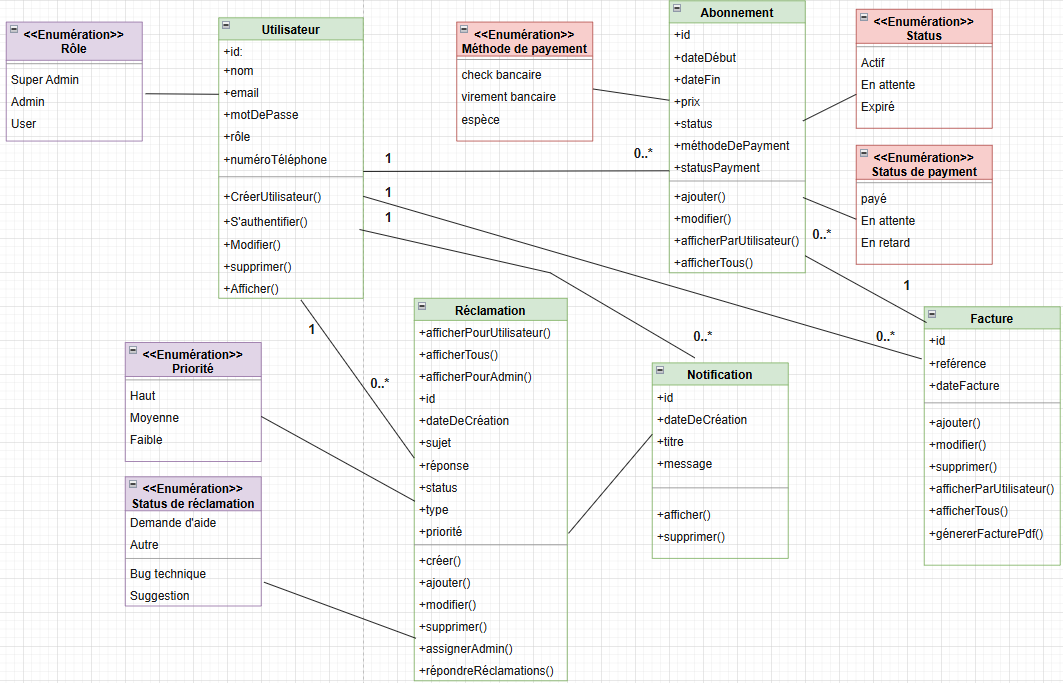 <<Enumération>>
Rôle
Super Admin
Admin
User
Utilisateur
+id:
+nom
+email
+motDePasse
+rôle
+numéroTéléphone
+CréerUtilisateur()
+S'authentifier()
+Modifier()
+supprimer()
+Afficher()
<<Enumération>>
Méthode de payement
check bancaire
virement bancaire
espèce
Abonnement
+id
+dateDébut
+dateFin
+prix
+status
+méthodeDePayment
+statusPayment
+ajouter()
+modifier()
+afficherParUtilisateur()
+afficherTous()
<<Enumération>>
Status
Actif
En attente
Expiré
<<Enumération>>
Status de payment
payé
En attente
En retard
1
0..*
1
1
0..*
1
1
0..*
0..*
0..*
Réclamation
+afficherPourUtilisateur()
+afficherTous()
+afficherPourAdmin()
+id
+dateDeCréation
+sujet
+réponse
+status
+type
+priorité
+créer()
+ajouter()
+modifier()
+supprimer()
+assignerAdmin()
+répondreRéclamations()
<<Enumération>>
Priorité
Haut
Moyenne
Faible
<<Enumération>>
Status de réclamation
Demande d'aide
Autre
Bug technique
Suggestion
Notification
+id
+dateDeCréation
+titre
+message
+afficher()
+supprimer()
Facture
+id
+reférence
+dateFacture
+ajouter()
+modifier()
+supprimer()
+afficherParUtilisateur()
+afficherTous()
+génererFacturePdf()